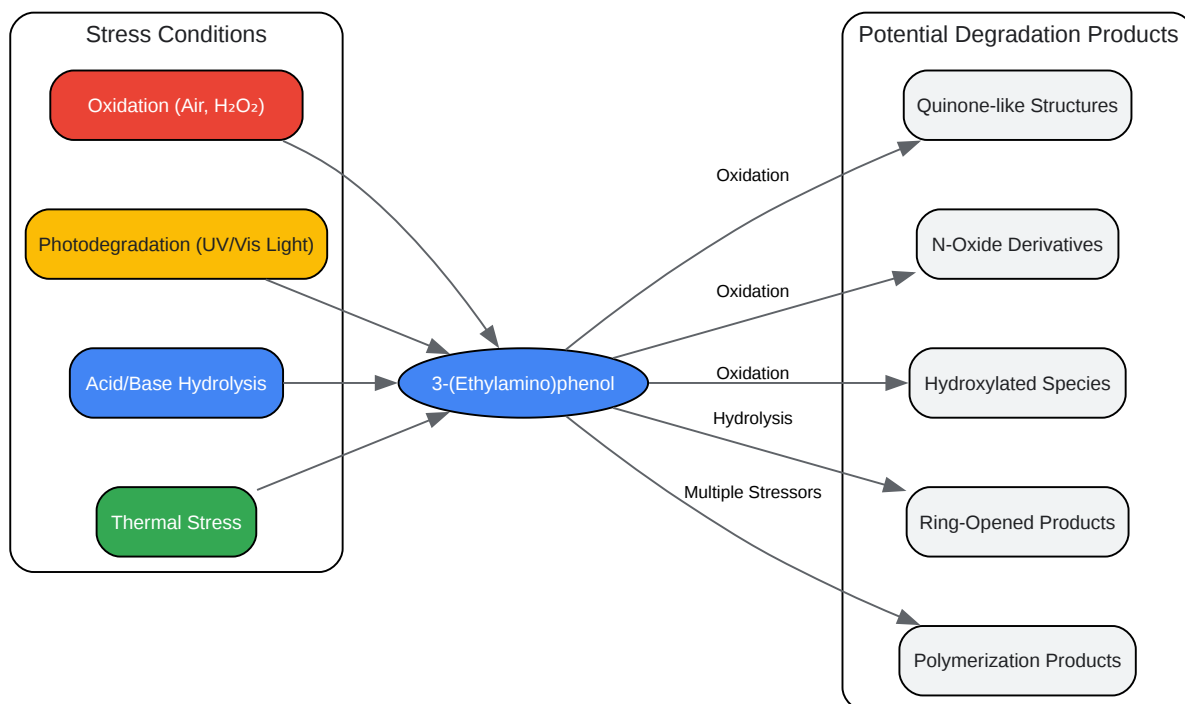 Stress Conditions
Oxidation (Air, H₂O₂)
Photodegradation (UV/Vis Light)
Acid/Base Hydrolysis
Thermal Stress
3-(Ethylamino)phenol
Oxidation
Oxidation
Oxidation
Hydrolysis
Multiple Stressors
Potential Degradation Products
Quinone-like Structures
N-Oxide Derivatives
Hydroxylated Species
Ring-Opened Products
Polymerization Products